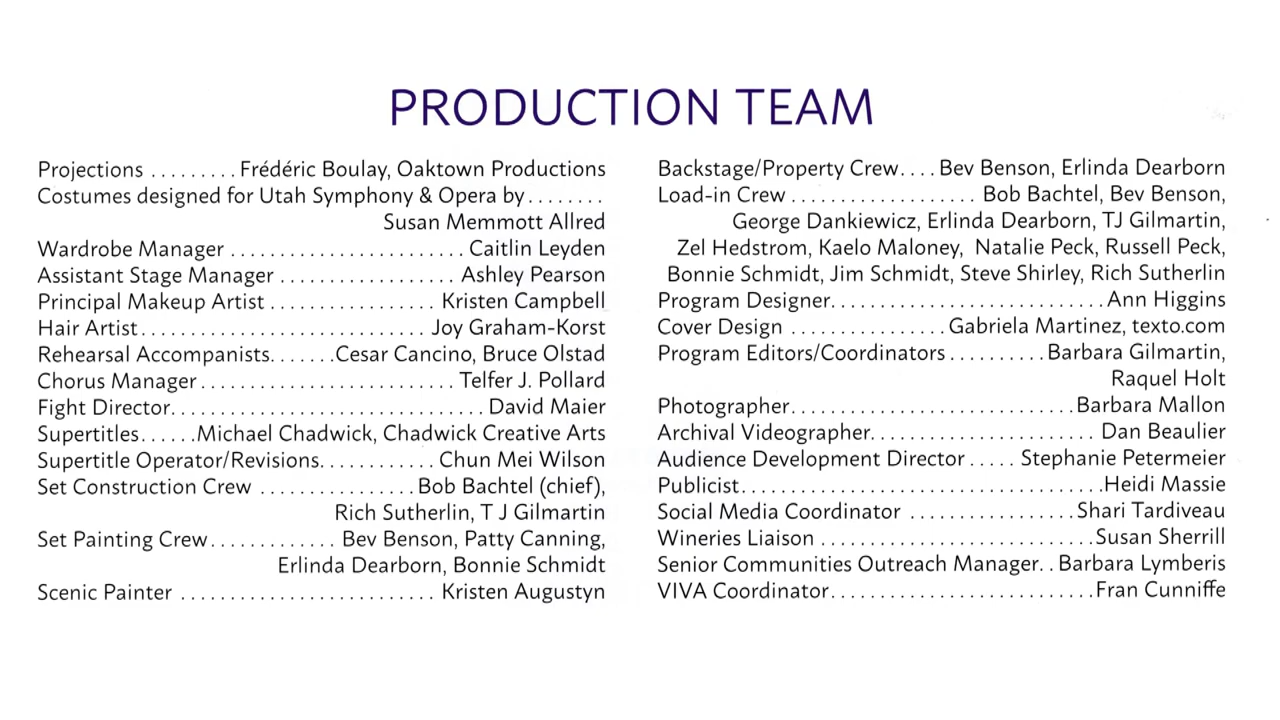 PRODUCTION TEAM
Projections ......... Frédéric Boulay, Oaktown Productions
Costumes designed for Utah Symphony & Opera by ........
Susan Memmott Allred
Wardrobe Manager ........................ Caitlin Leyden
Assistant Stage Manager .................. Ashley Pearson
Principal Makeup Artist ................. Kristen Campbell
Hair Artist ............................. Joy Graham-Korst
Rehearsal Accompanists. ...... Cesar Cancino, Bruce Olstad
Chorus Manager .......................... Telfer J. Pollard
Fight Director. ............................... David Maier
Supertitles ...... Michael Chadwick, Chadwick Creative Arts
Supertitle Operator/Revisions. ........... Chun Mei Wilson
Set Construction Crew ................ Bob Bachtel (chief),
Rich Sutherlin, T J Gilmartin
Set Painting Crew ............. Bev Benson, Patty Canning,
Erlinda Dearborn, Bonnie Schmidt
Scenic Painter .......................... Kristen Augustyn
Backstage/Property Crew .... Bev Benson, Erlinda Dearborn
Load-in Crew ................... Bob Bachtel, Bev Benson,
George Dankiewicz, Erlinda Dearborn, TJ Gilmartin,
Zel Hedstrom, Kaelo Maloney, Natalie Peck, Russell Peck,
Bonnie Schmidt, Jim Schmidt, Steve Shirley, Rich Sutherlin
Program Designer. ........................... Ann Higgins
Cover Design ................ Gabriela Martinez, texto.com
Program Editors/Coordinators .......... Barbara Gilmartin,
Raquel Holt
Photographer. ............................ Barbara Mallon
Archival Videographer. ...................... Dan Beaulier
Audience Development Director ..... Stephanie Petermeier
Publicist. .................................... Heidi Massie
Social Media Coordinator ................. Shari Tardiveau
Wineries Liaison ............................ Susan Sherrill
Senior Communities Outreach Manager. . Barbara Lymberis
VIVA Coordinator. .......................... Fran Cunniffe